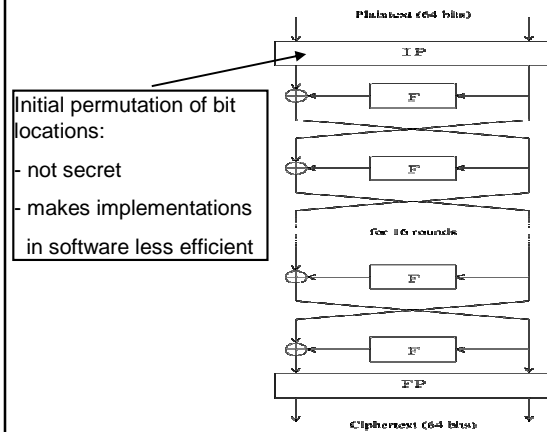 Plaintext (64 bits)
IP
F
Initial permutation of bit
locations:
- not secret
- makes implementations
in software less efficient
F
for 16 rounds
F
F
FP
Ciphertext (64 bits)